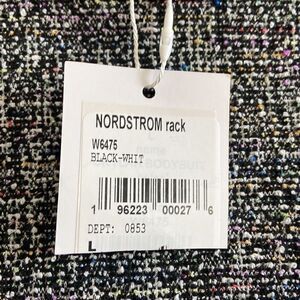 NORDSTROM rack
W6475
BLACK-WHIT
1 96223 00027 6
DEPT: 0853
L